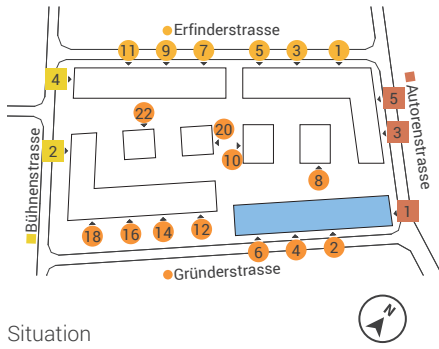 Erfinderstrasse
11 9 7 5 3 1
4
5
Autorenstrasse
3
22
20
10
2
8
Bühnenstrasse
1
18 16 14 12
6 4 2
Gründerstrasse
N
Situation